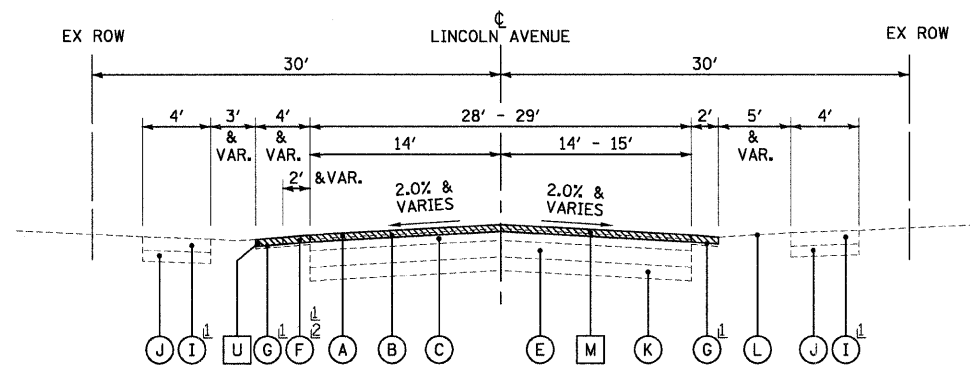 ℄
LINCOLN AVENUE
EX ROW
EX ROW
30'
30'
4'
3'
& VAR.
4'
& VAR.
28' - 29'
2'
5'
& VAR.
4'
14'
14' - 15'
2' &VAR.
2.0% & VARIES
2.0% & VARIES
J
I 1
U
G 1
F 1 2
A
B
C
E
M
K
G 1
L
J
I 1